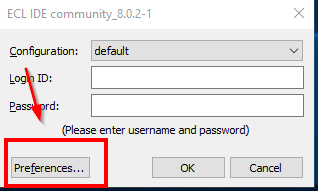 ECL IDE community_8.0.2-1
Configuration: default
Login ID:
Password:
(Please enter username and password)
Preferences... OK Cancel